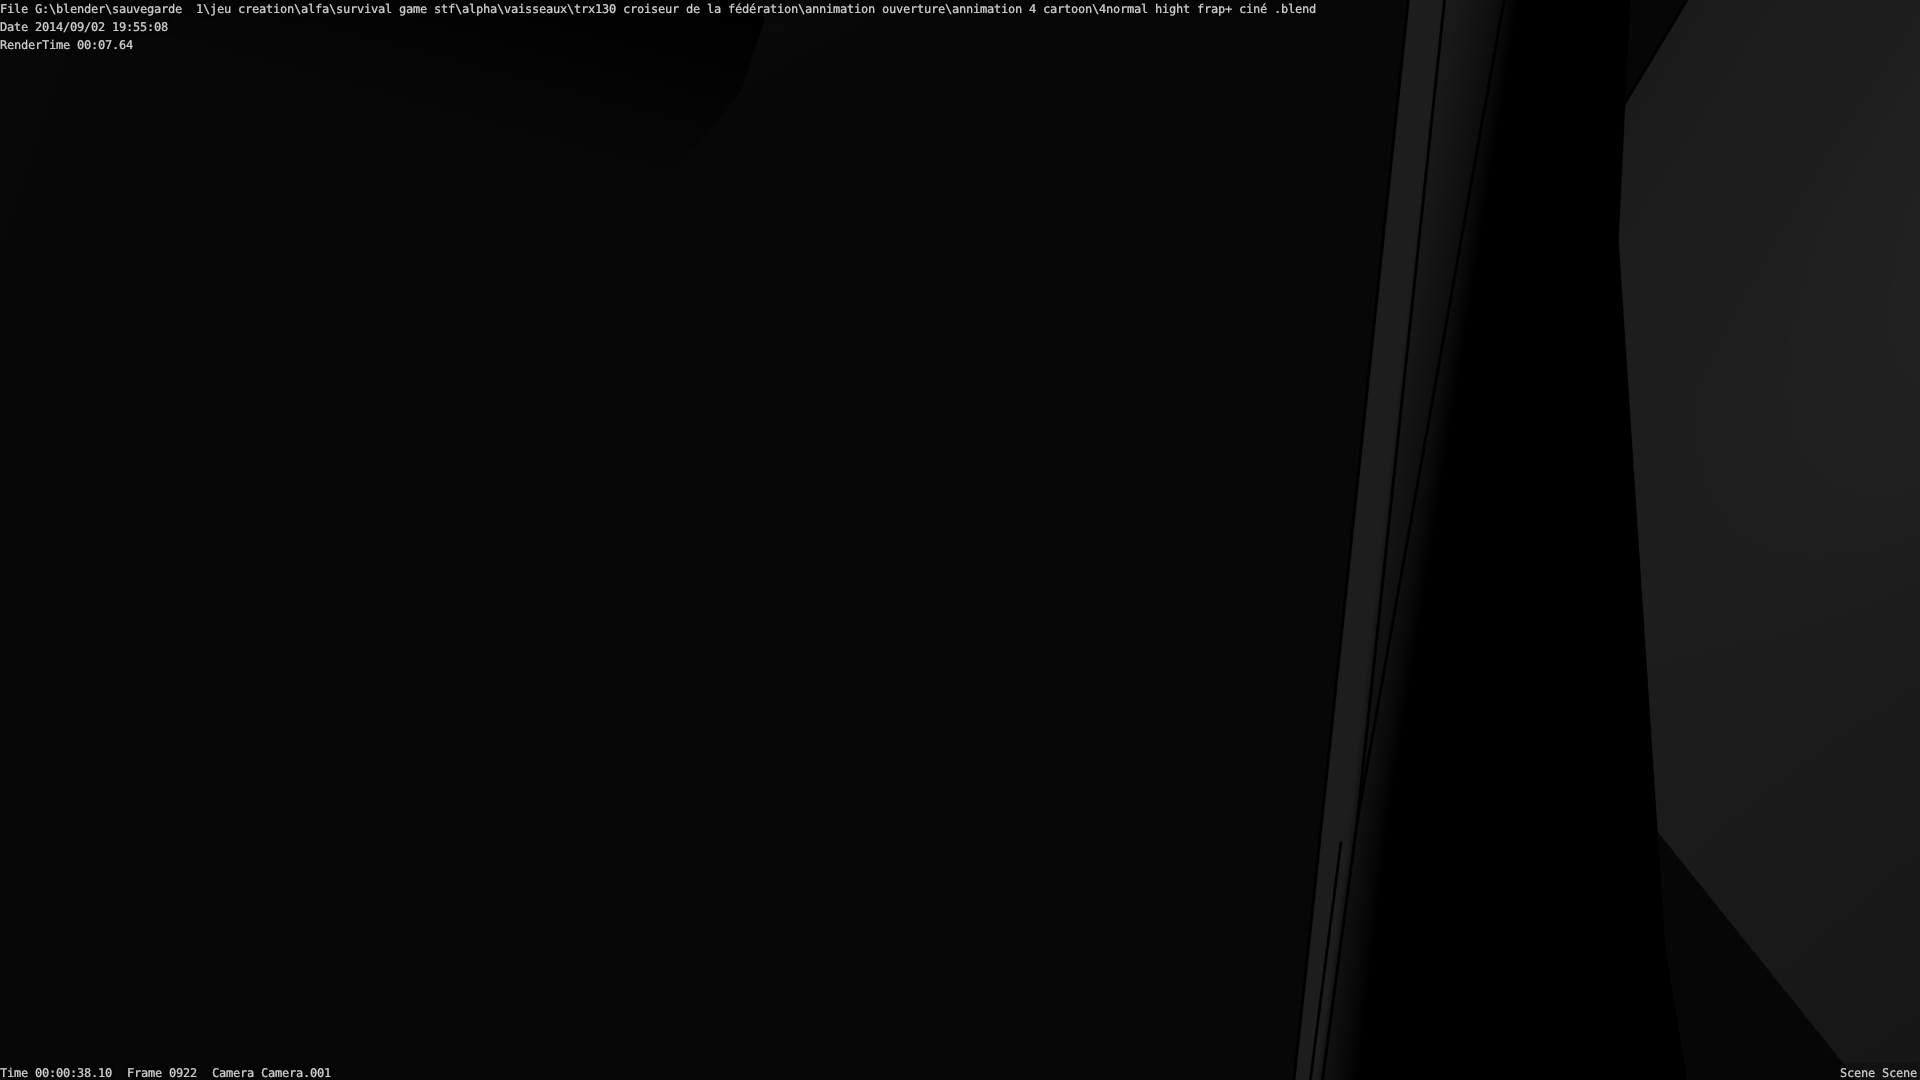 File G:\blender\sauvegarde  1\jeu creation\alfa\survival game stf\alpha\vaisseaux\trx130 croiseur de la fédération\annimation ouverture\annimation 4 cartoon\4normal hight frap+ ciné .blend
Date 2014/09/02 19:55:08
RenderTime 00:07.64
Time 00:00:38.10  Frame 0922  Camera Camera.001
Scene Scene